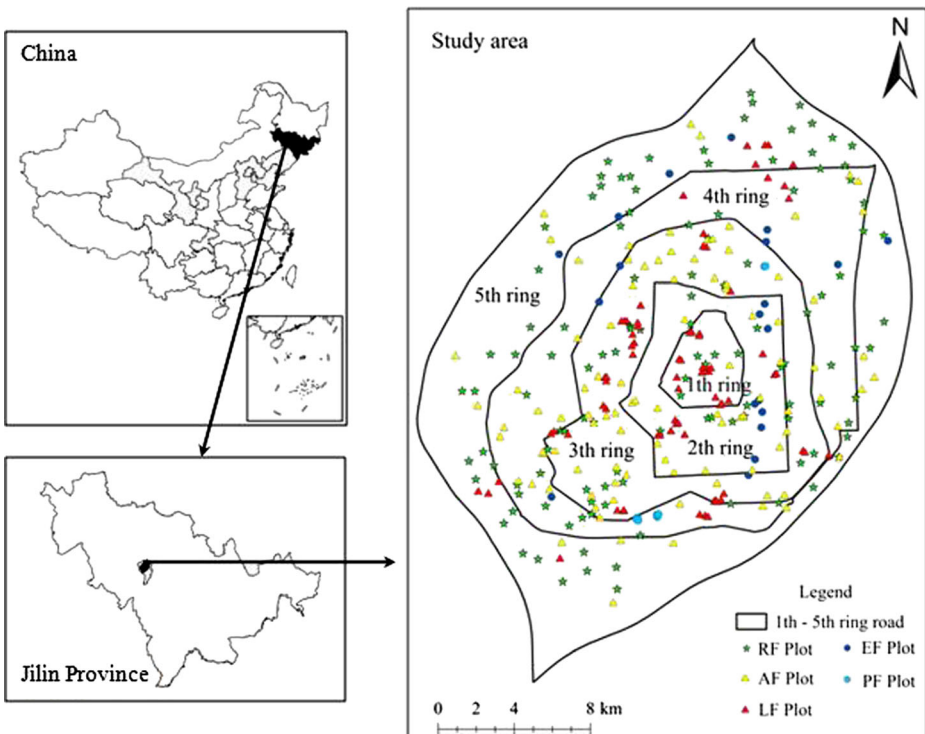 China
Jilin Province
Study area
N
4th ring
5th ring
1th ring
3th ring
2th ring
Legend
1th - 5th ring road
RF Plot
EF Plot
AF Plot
PF Plot
LF Plot
0 2 4 8 km